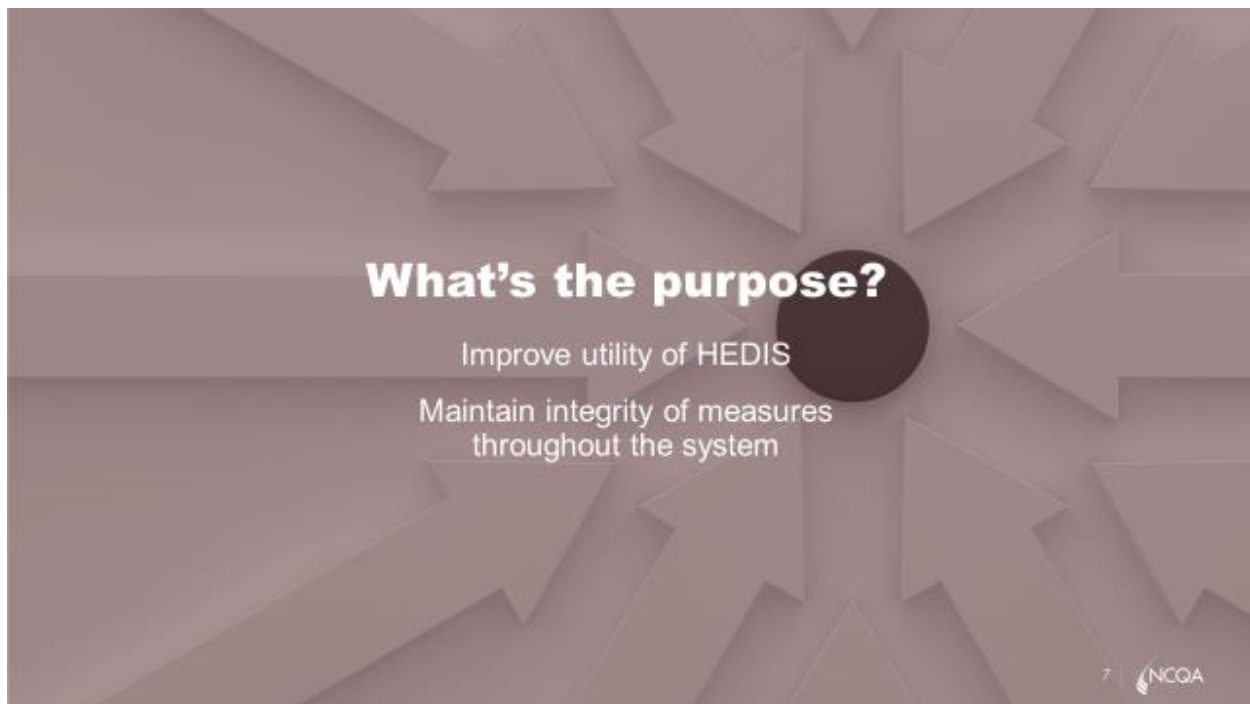 What’s the purpose?
Improve utility of HEDIS
Maintain integrity of measures
throughout the system
7 | NCQA